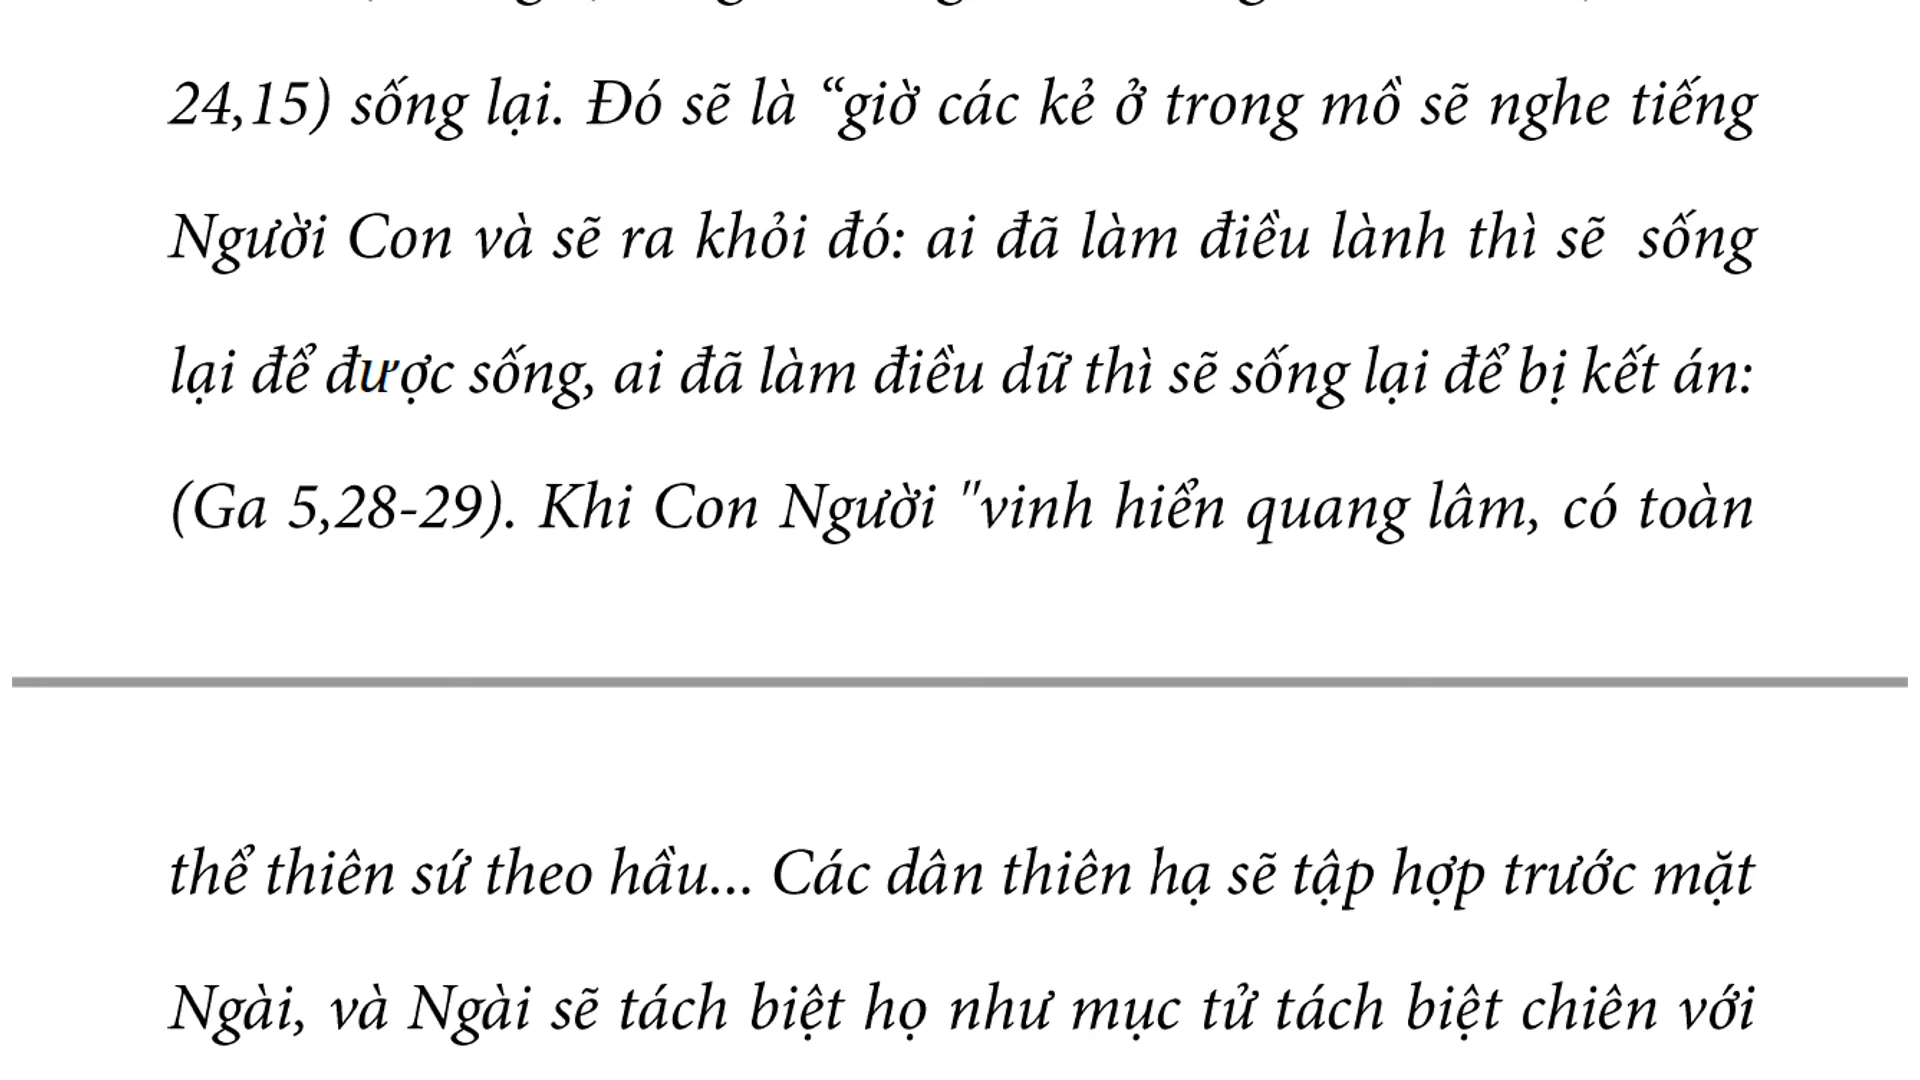 24,15) sống lại. Đó sẽ là “giờ các kẻ ở trong mồ sẽ nghe tiếng
Người Con và sẽ ra khỏi đó: ai đã làm điều lành thì sẽ  sống
lại để được sống, ai đã làm điều dữ thì sẽ sống lại để bị kết án:
(Ga 5,28-29). Khi Con Người "vinh hiển quang lâm, có toàn
thể thiên sứ theo hầu... Các dân thiên hạ sẽ tập hợp trước mặt
Ngài, và Ngài sẽ tách biệt họ như mục tử tách biệt chiên với